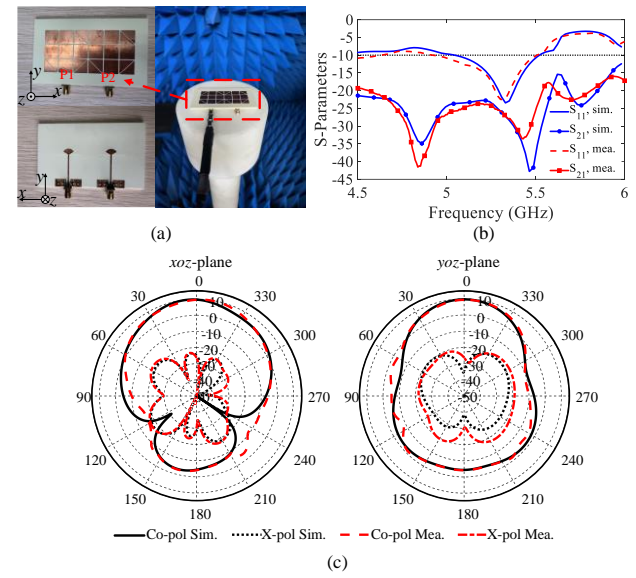 (a)
P1 P2
y
z x
y
x z
(a)
-5
0
-10
-15
-20
-25
-30
-35
-40
-45
S-Parameters
S11, sim.
S21, sim.
S11, mea.
S21, mea.
4.5 5 5.5 6
Frequency (GHz)
(b)
xoz-plane
0
30 330
60 300
90 270
120 240
150 210
180
10
0
-10
-20
-30
-40
-50
yoz-plane
0
30 330
60 300
90 270
120 240
150 210
180
10
0
-10
-20
-30
-40
-50
Co-pol Sim. X-pol Sim. Co-pol Mea. X-pol Mea.
(c)